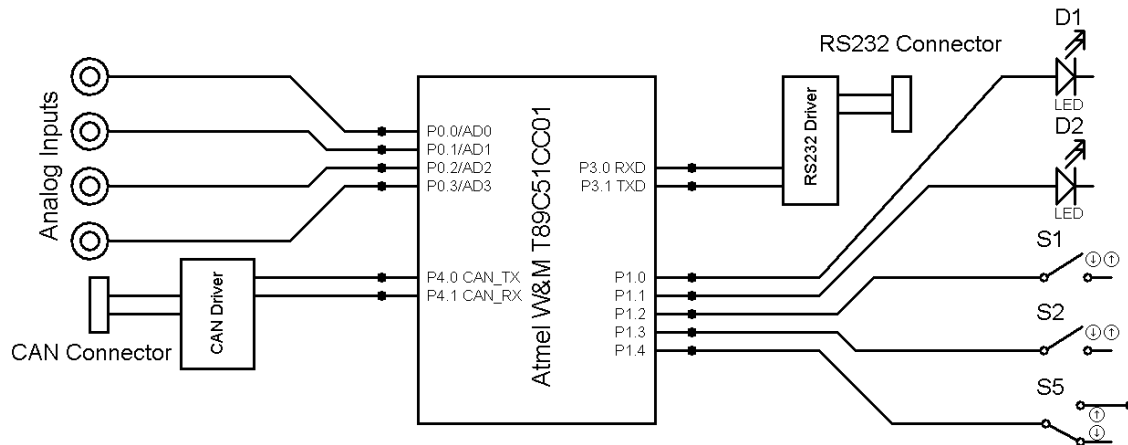 D1
RS232 Connector
LED
D2
LED
Analog Inputs
P0.0/AD0
P0.1/AD1
P0.2/AD2
P0.3/AD3
P4.0 CAN_TX
P4.1 CAN_RX
CAN Driver
CAN Connector
Atmel W&M T89C51CC01
P3.0 RXD
P3.1 TXD
RS232 Driver
P1.0
P1.1
P1.2
P1.3
P1.4
S1
S2
S5